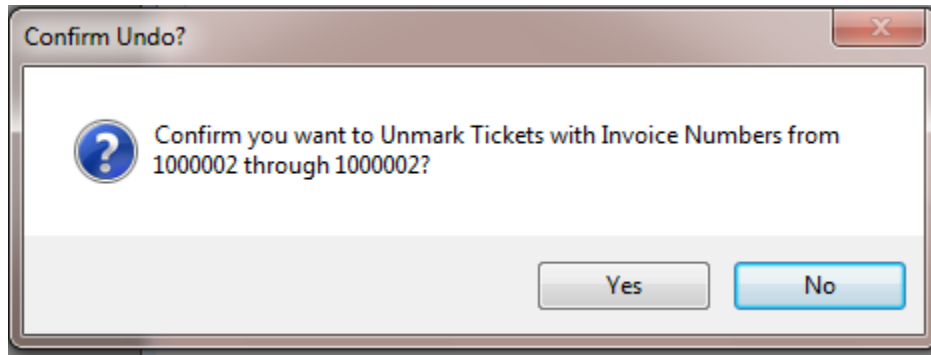 Confirm Undo?
Confirm you want to Unmark Tickets with Invoice Numbers from
1000002 through 1000002?
Yes
No